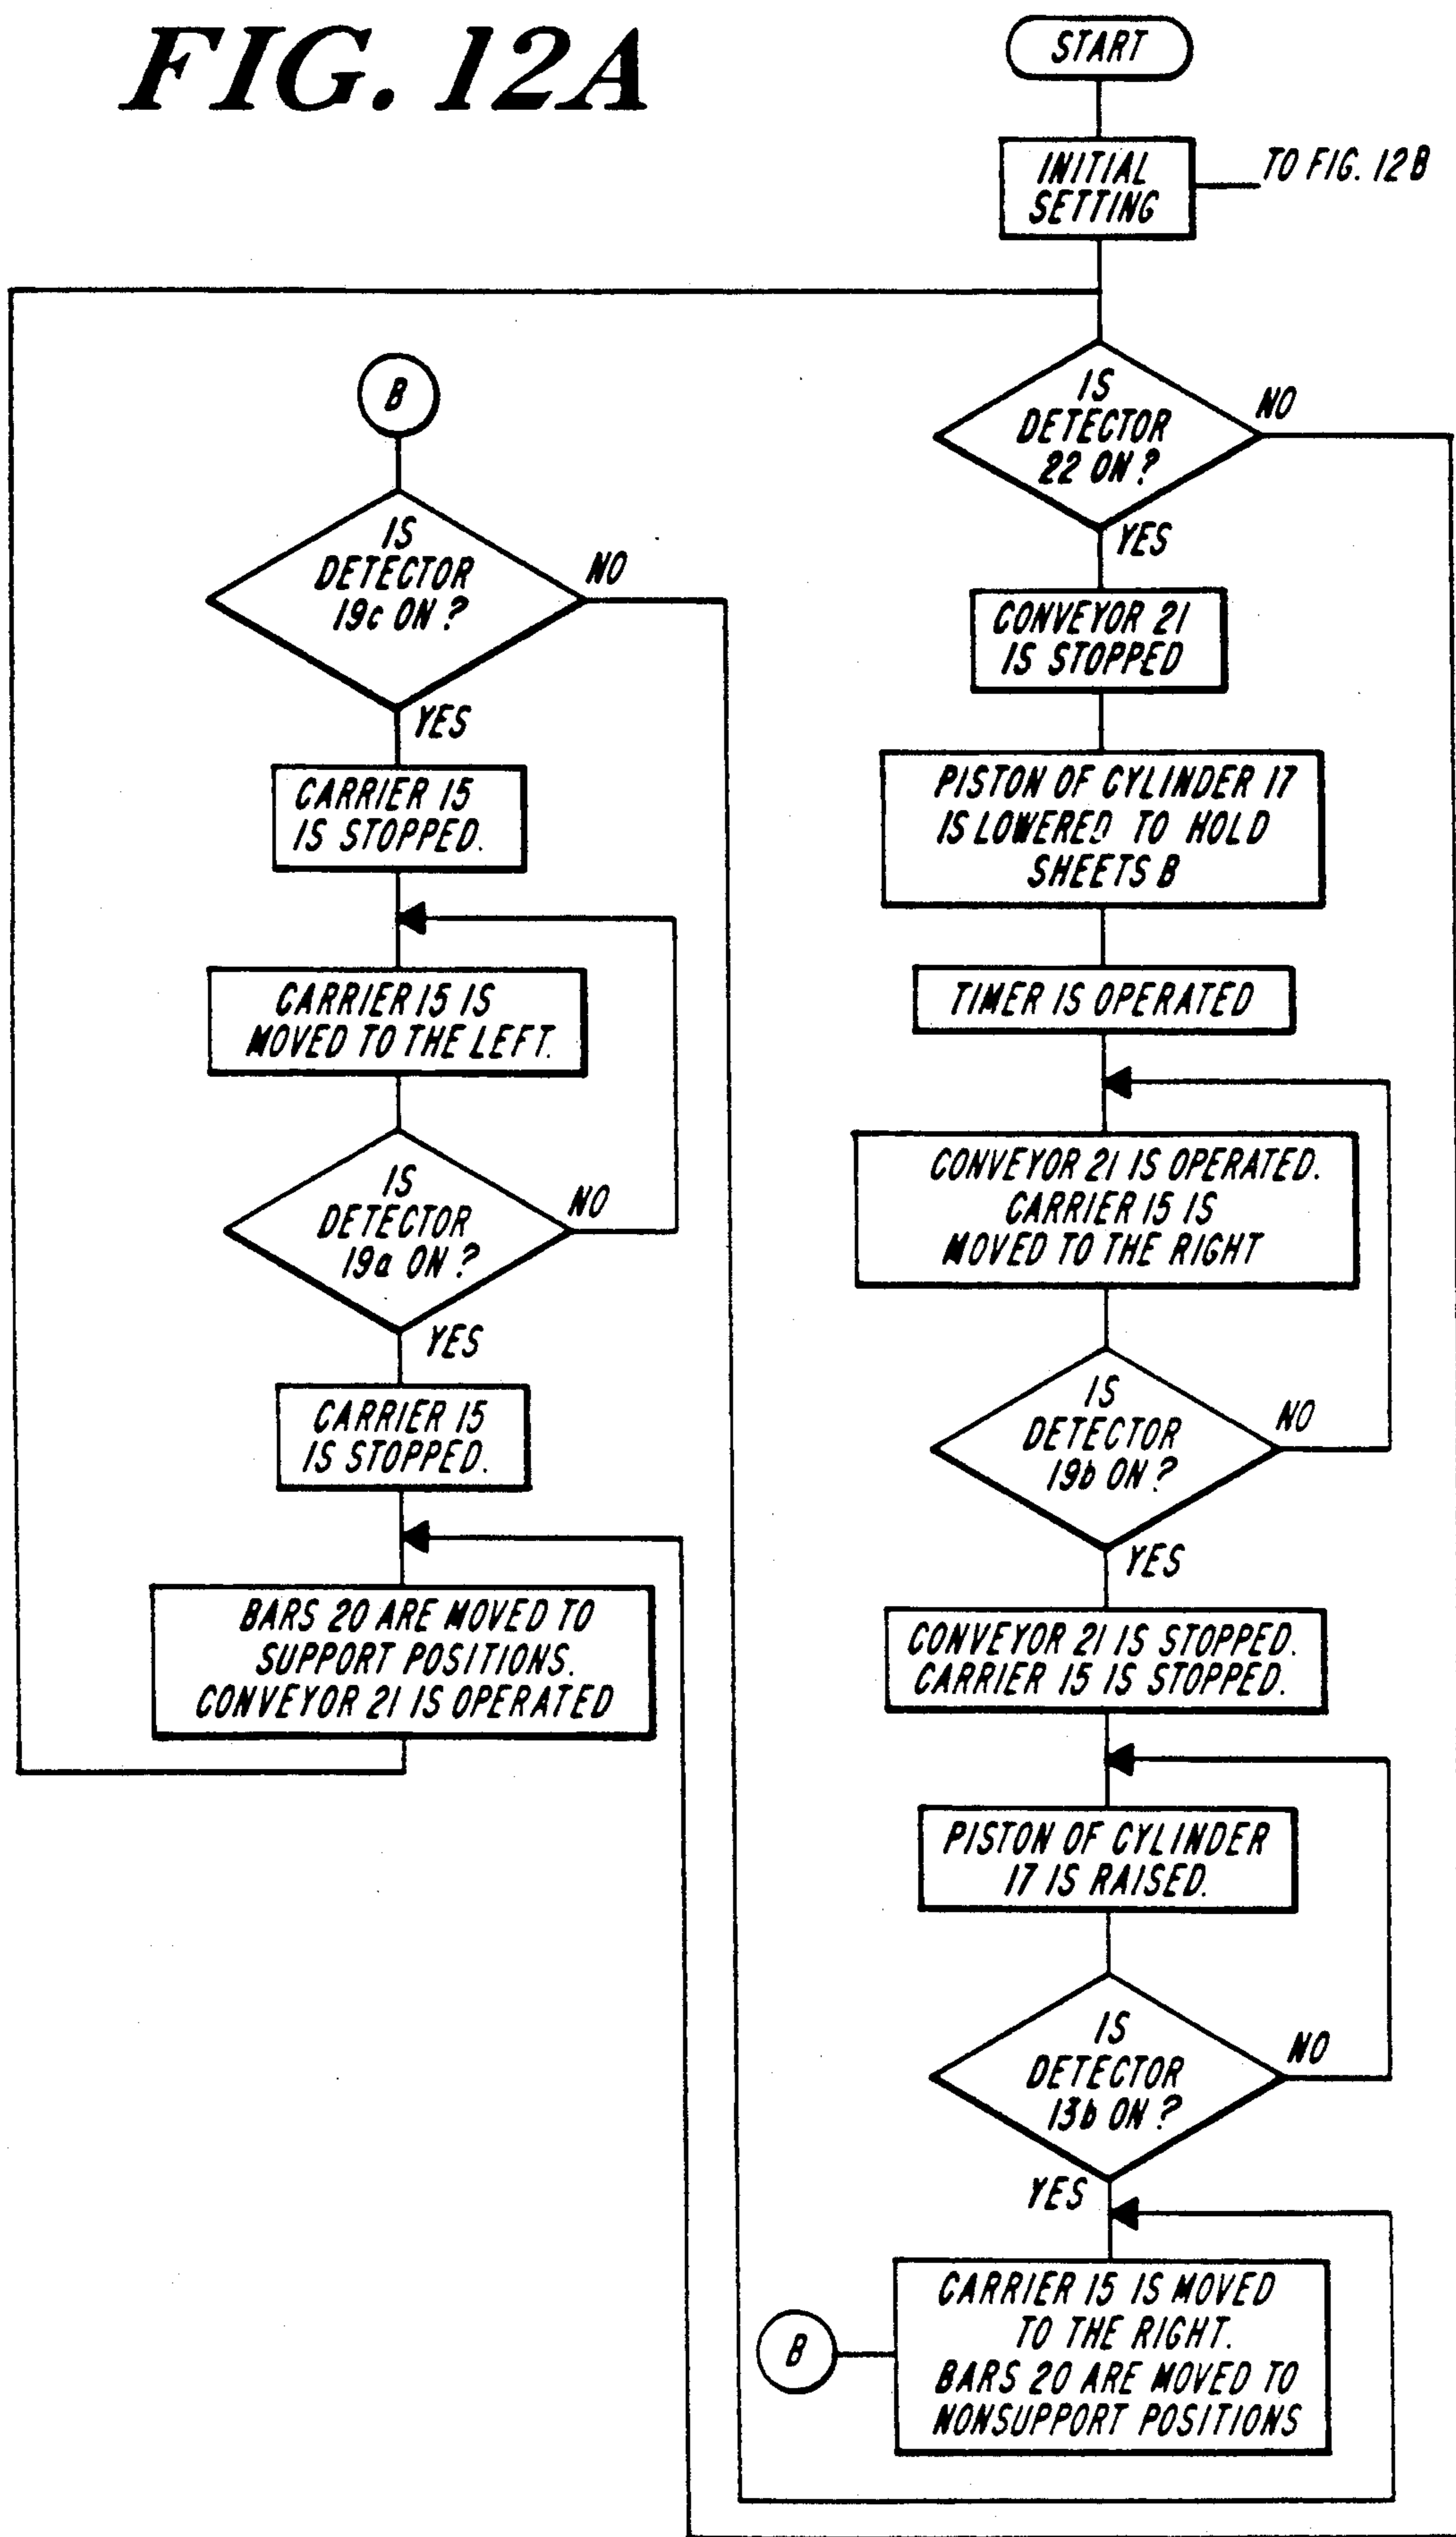 FIG. 12A
START
INITIAL
SETTING
TO FIG. 12B
IS
DETECTOR
22 ON?
NO
YES
CONVEYOR 21
IS STOPPED
PISTON OF CYLINDER 17
IS LOWERED TO HOLD
SHEETS B
TIMER IS OPERATED
CONVEYOR 21 IS OPERATED.
CARRIER 15 IS
MOVED TO THE RIGHT
IS
DETECTOR
19b ON?
NO
YES
CONVEYOR 21 IS STOPPED.
CARRIER 15 IS STOPPED.
PISTON OF CYLINDER
17 IS RAISED.
IS
DETECTOR
13b ON?
NO
YES
CARRIER 15 IS MOVED
TO THE RIGHT.
BARS 20 ARE MOVED TO
NONSUPPORT POSITIONS
B
B
IS
DETECTOR
19c ON?
NO
YES
CARRIER 15
IS STOPPED.
CARRIER 15 IS
MOVED TO THE LEFT.
IS
DETECTOR
19a ON?
NO
YES
CARRIER 15
IS STOPPED.
BARS 20 ARE MOVED TO
SUPPORT POSITIONS.
CONVEYOR 21 IS OPERATED